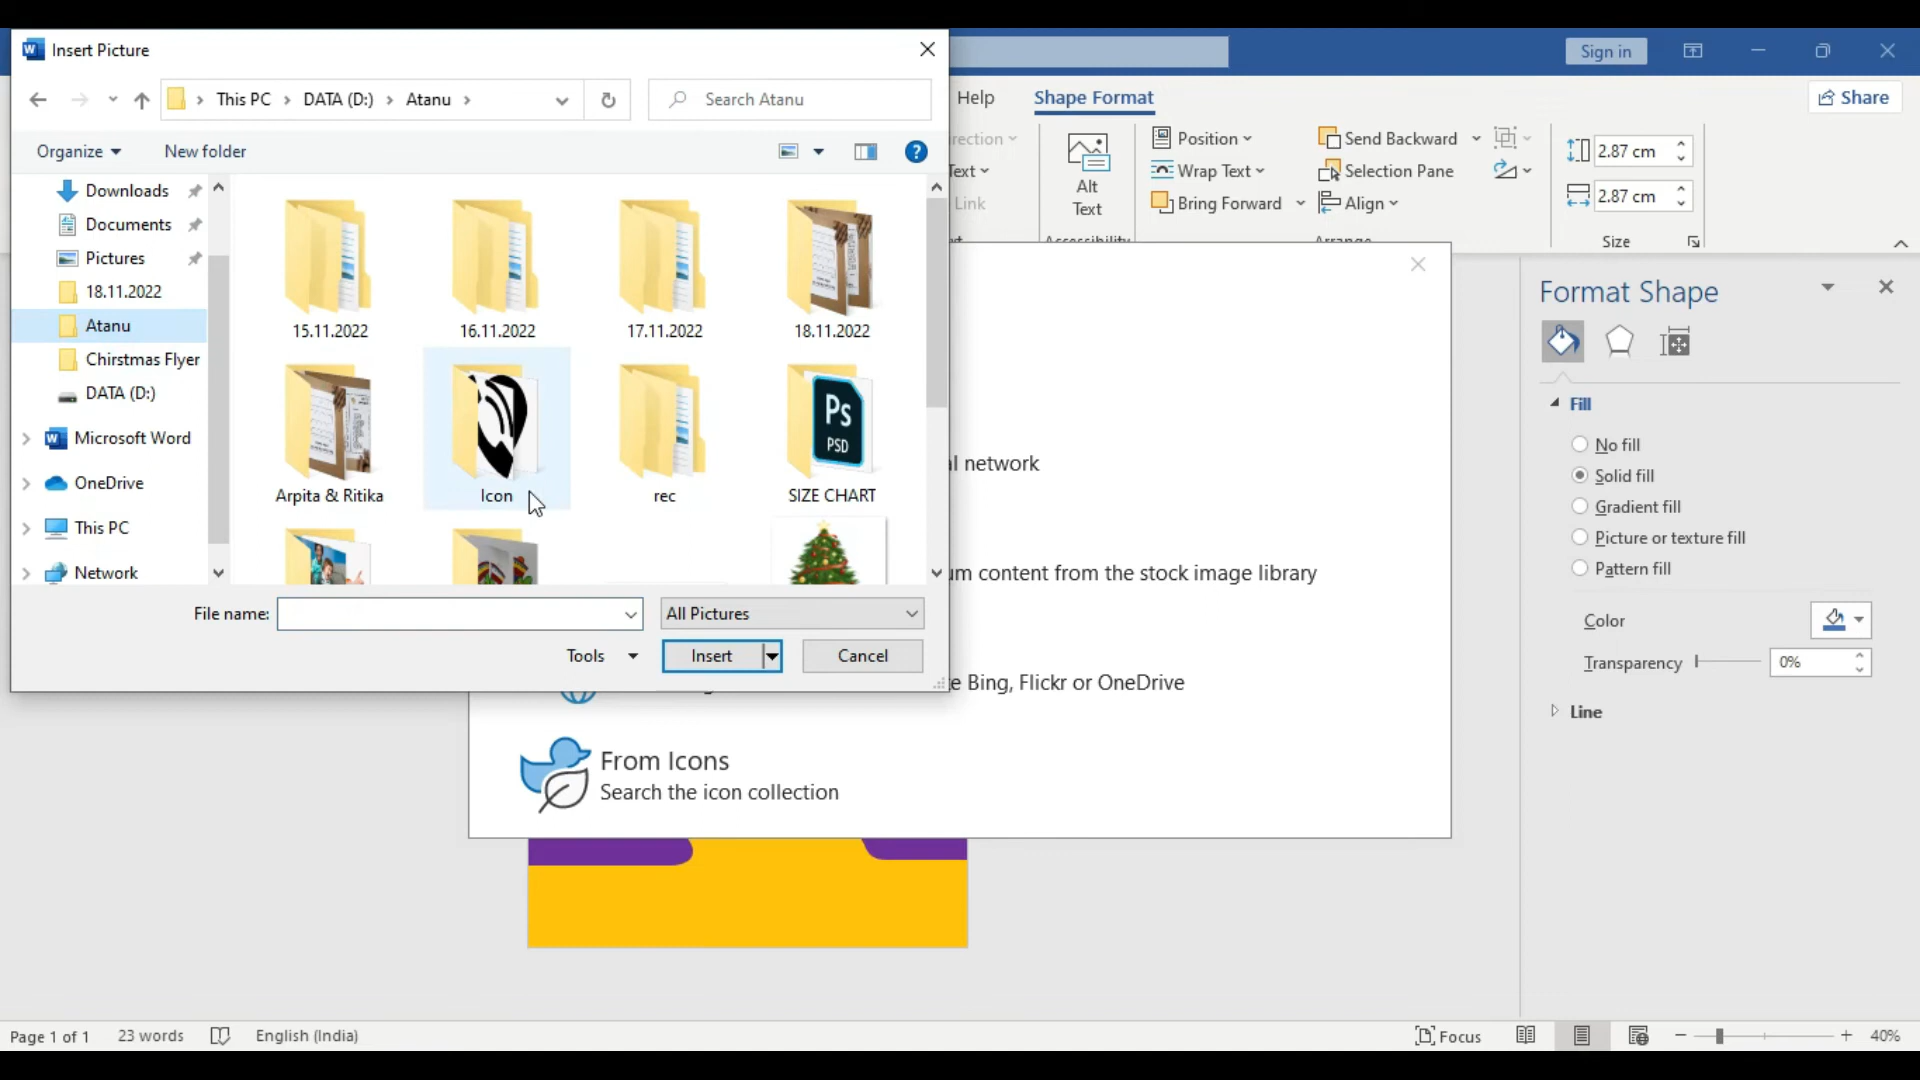 Insert Picture
This PC
DATA (D:)
Atanu
Search Atanu
Organize
New folder
Downloads
Documents
Pictures
18.11.2022
Atanu
Chirstmas Flyer
DATA (D:)
Microsoft Word
OneDrive
This PC
Network
15.11.2022
16.11.2022
17.11.2022
18.11.2022
Arpita & Ritika
Icon
rec
SIZE CHART
Ps
PSD
File name:
All Pictures
Tools
Insert
Cancel
Sign in
Help
Shape Format
Share
Text
Link
Alt
Text
Accessibility
Position
Wrap Text
Bring Forward
Send Backward
Selection Pane
Align
Arrange
2.87 cm
2.87 cm
Size
network
content from the stock image library
Bing, Flickr or OneDrive
From Icons
Search the icon collection
Format Shape
Fill
No fill
Solid fill
Gradient fill
Picture or texture fill
Pattern fill
Color
Transparency
0%
Line
Page 1 of 1
23 words
English (India)
Focus
40%